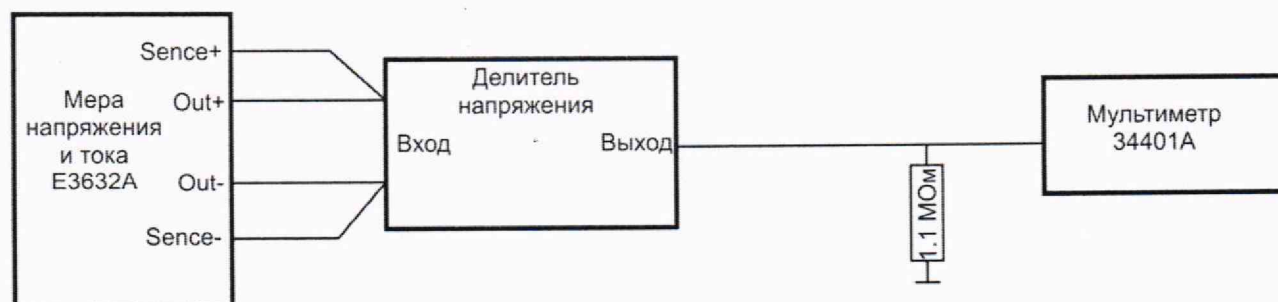 Sence+
Мера
напряжения
и тока
E3632A
Out+
Out-
Sence-
Делитель
напряжения
Вход
Выход
1.1 МОм
Мультиметр
34401A